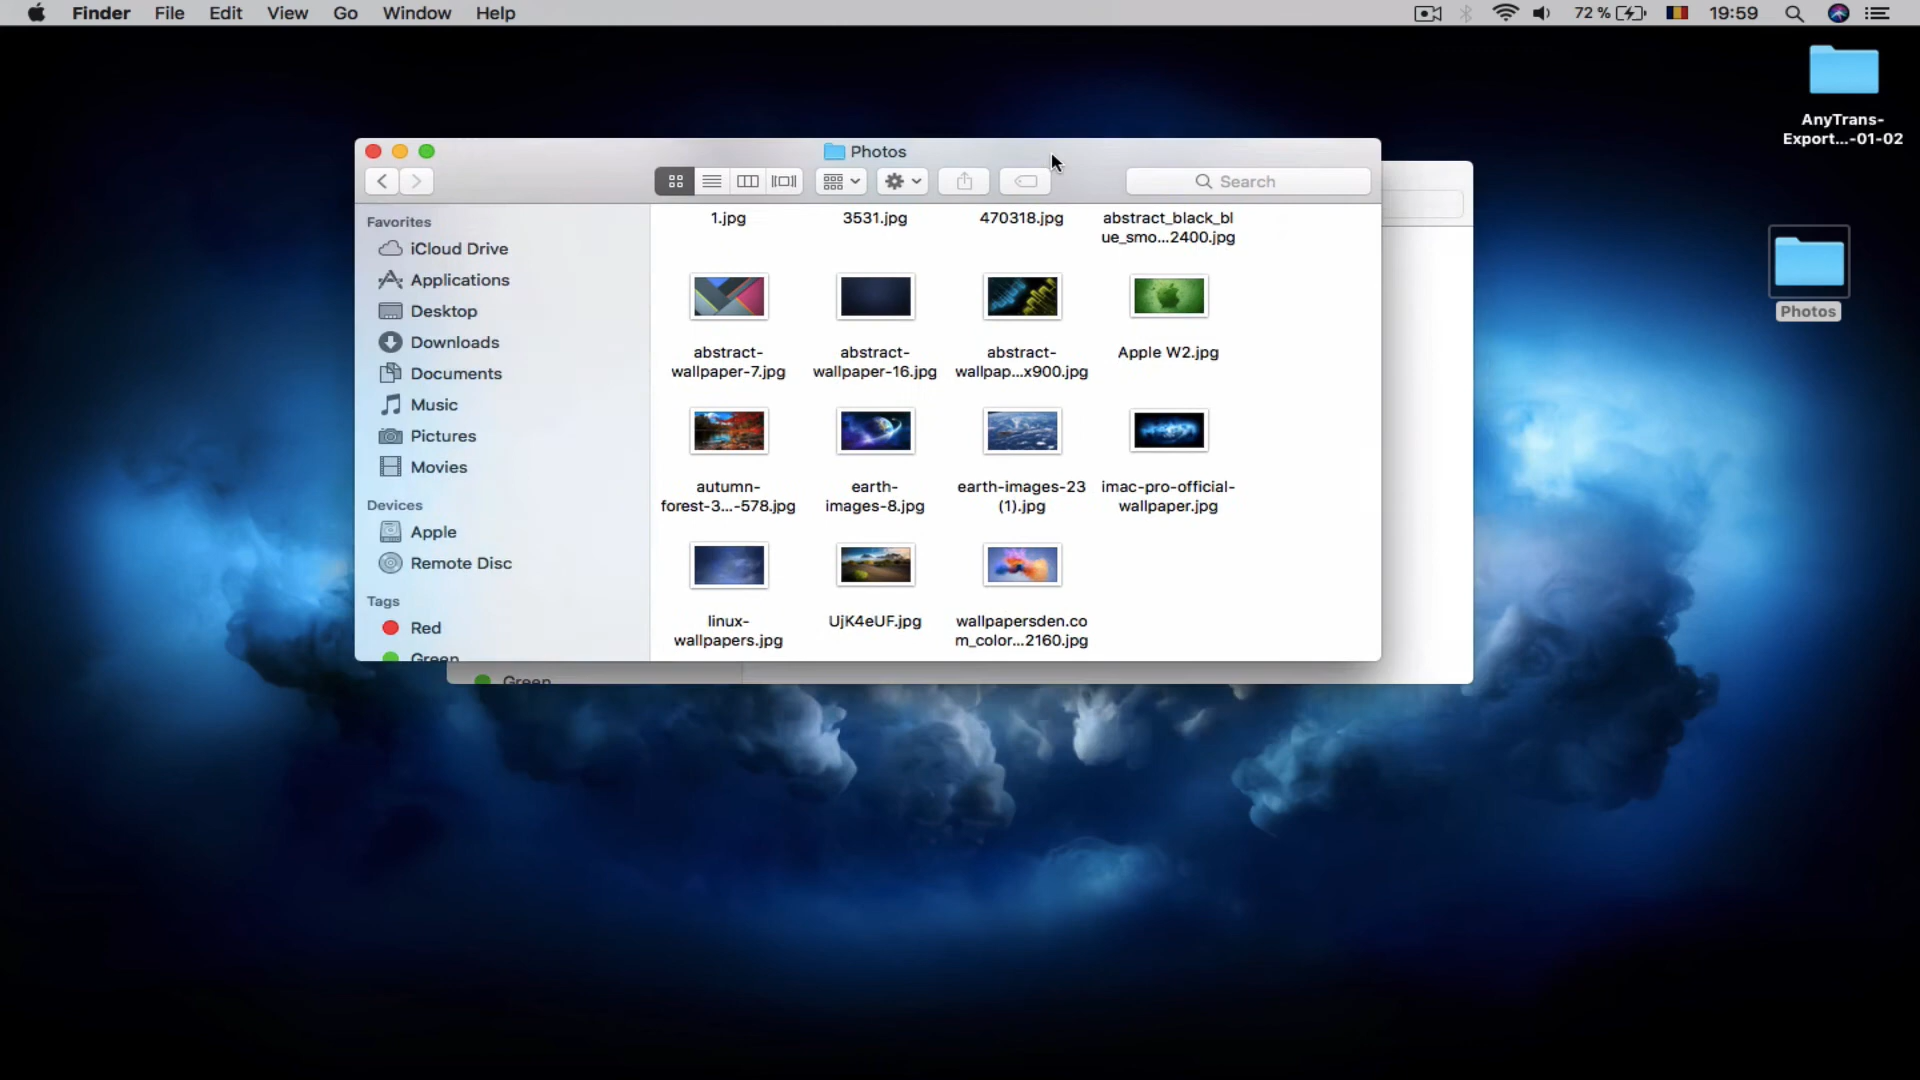 Finder File Edit View Go Window Help 72 % 19:59
AnyTrans-
Export...-01-02
Photos
Photos
Search
Favorites
iCloud Drive
Applications
Desktop
Downloads
Documents
Music
Pictures
Movies
Devices
Apple
Remote Disc
Tags
Red
Green
1.jpg 3531.jpg 470318.jpg abstract_black_bl
ue_smo...2400.jpg
abstract- abstract- abstract- Apple W2.jpg
wallpaper-7.jpg wallpaper-16.jpg wallpap...x900.jpg
autumn- earth- earth-images-23 imac-pro-official-
forest-3...-578.jpg images-8.jpg (1).jpg wallpaper.jpg
linux- UjK4eUF.jpg wallpapersden.co
wallpapers.jpg m_color...2160.jpg
Green